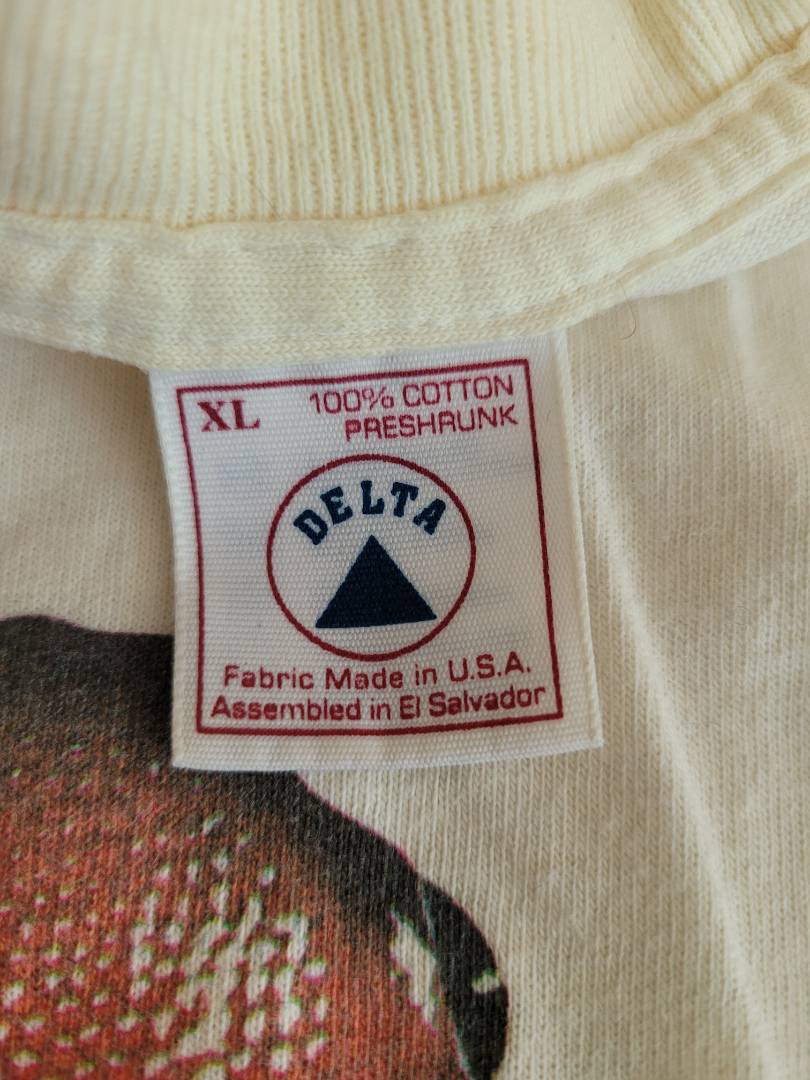 XL 100% COTTON
PRESHRUNK
DELTA
Fabric Made in U.S.A.
Assembled in El Salvador